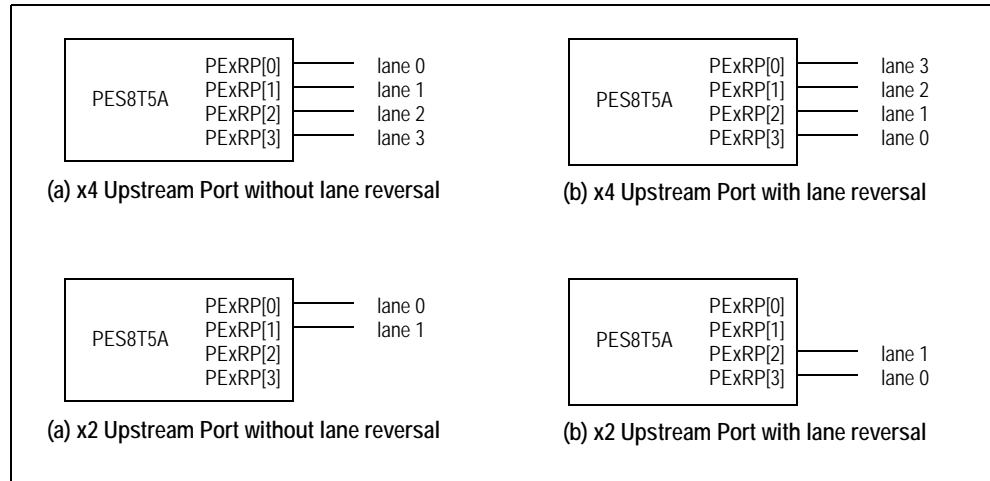 PES8T5A
PExRP[0] lane 0
PExRP[1] lane 1
PExRP[2] lane 2
PExRP[3] lane 3
(a) x4 Upstream Port without lane reversal
PES8T5A
PExRP[0] lane 3
PExRP[1] lane 2
PExRP[2] lane 1
PExRP[3] lane 0
(b) x4 Upstream Port with lane reversal
PES8T5A
PExRP[0] lane 0
PExRP[1] lane 1
PExRP[2]
PExRP[3]
(a) x2 Upstream Port without lane reversal
PES8T5A
PExRP[0]
PExRP[1]
PExRP[2] lane 1
PExRP[3] lane 0
(b) x2 Upstream Port with lane reversal